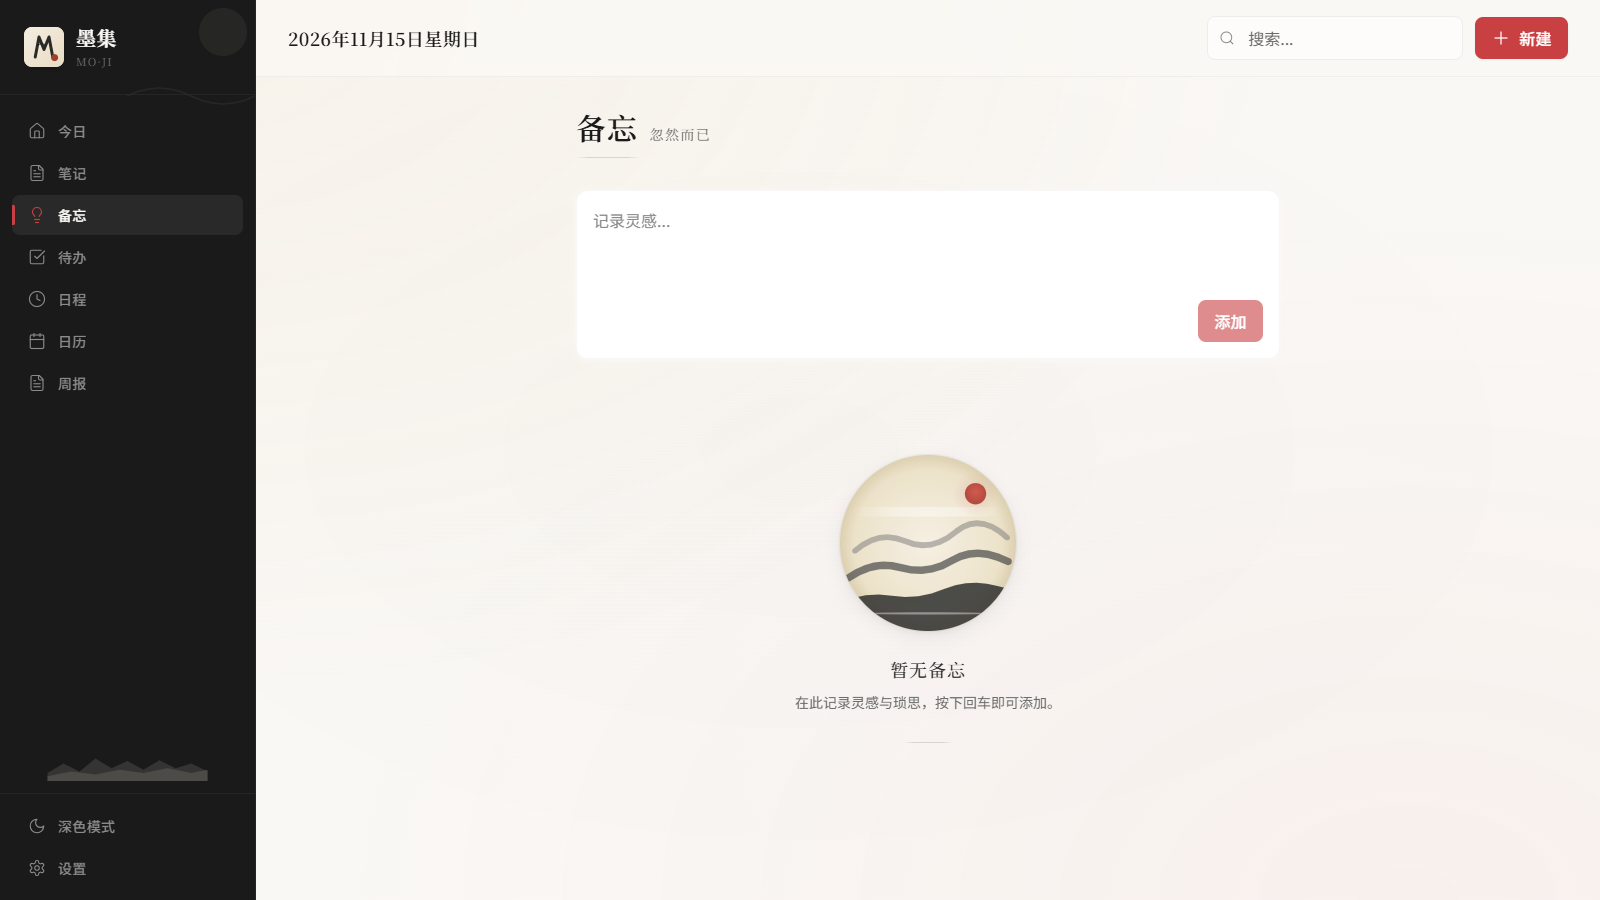 墨集
MO·JI
今日
笔记
备忘
待办
日程
日历
周报
深色模式
设置
2026年11月15日星期日
搜索...
新建
备忘 忽然而已
记录灵感...
添加
暂无备忘
在此记录灵感与琐思，按下回车即可添加。